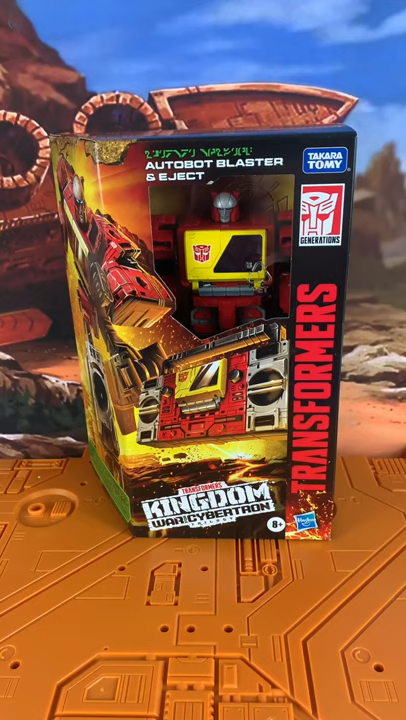 AUTOBOT BLASTER
& EJECT
TAKARA
TOMY
GENERATIONS
TRANSFORMERS
TRANSFORMERS
KINGDOM
WAR FOR CYBERTRON
TRILOGY
8+
Hasbro